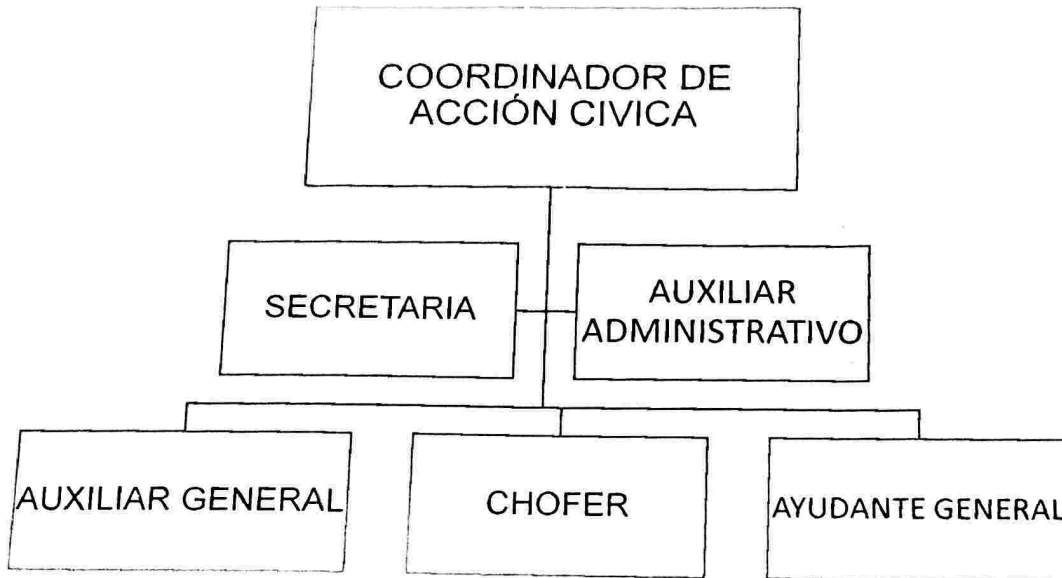 COORDINADOR DE
ACCIÓN CIVICA
SECRETARIA
AUXILIAR
ADMINISTRATIVO
AUXILIAR GENERAL
CHOFER
AYUDANTE GENERAL